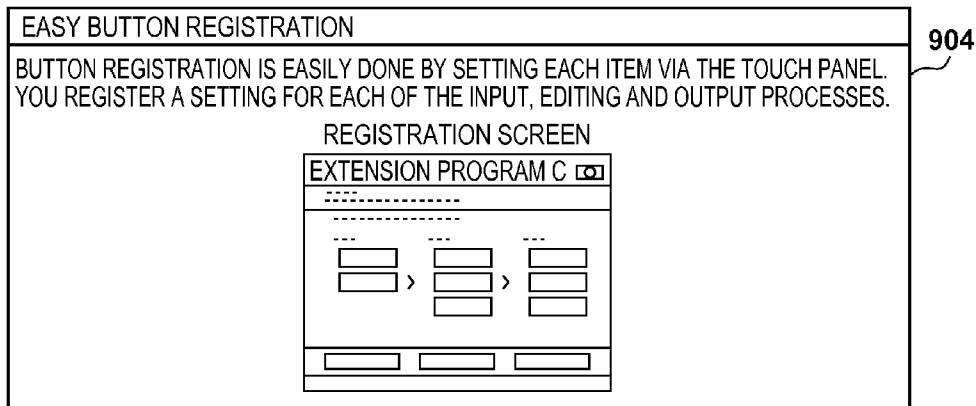 EASY BUTTON REGISTRATION
904
BUTTON REGISTRATION IS EASILY DONE BY SETTING EACH ITEM VIA THE TOUCH PANEL.
YOU REGISTER A SETTING FOR EACH OF THE INPUT, EDITING AND OUTPUT PROCESSES.
REGISTRATION SCREEN
EXTENSION PROGRAM C